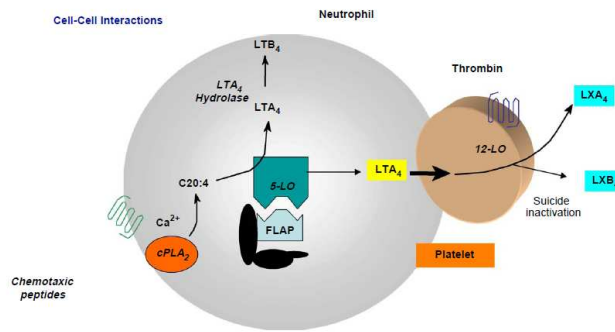 Cell-Cell Interactions
Neutrophil
LTB4
LTA4
Hydrolase
LTA4
Thrombin
LXA4
12-LO
C20:4
5-LO
LTA4
LXB
Suicide
inactivation
Ca2+
FLAP
cPLA2
Platelet
Chemotaxic
peptides